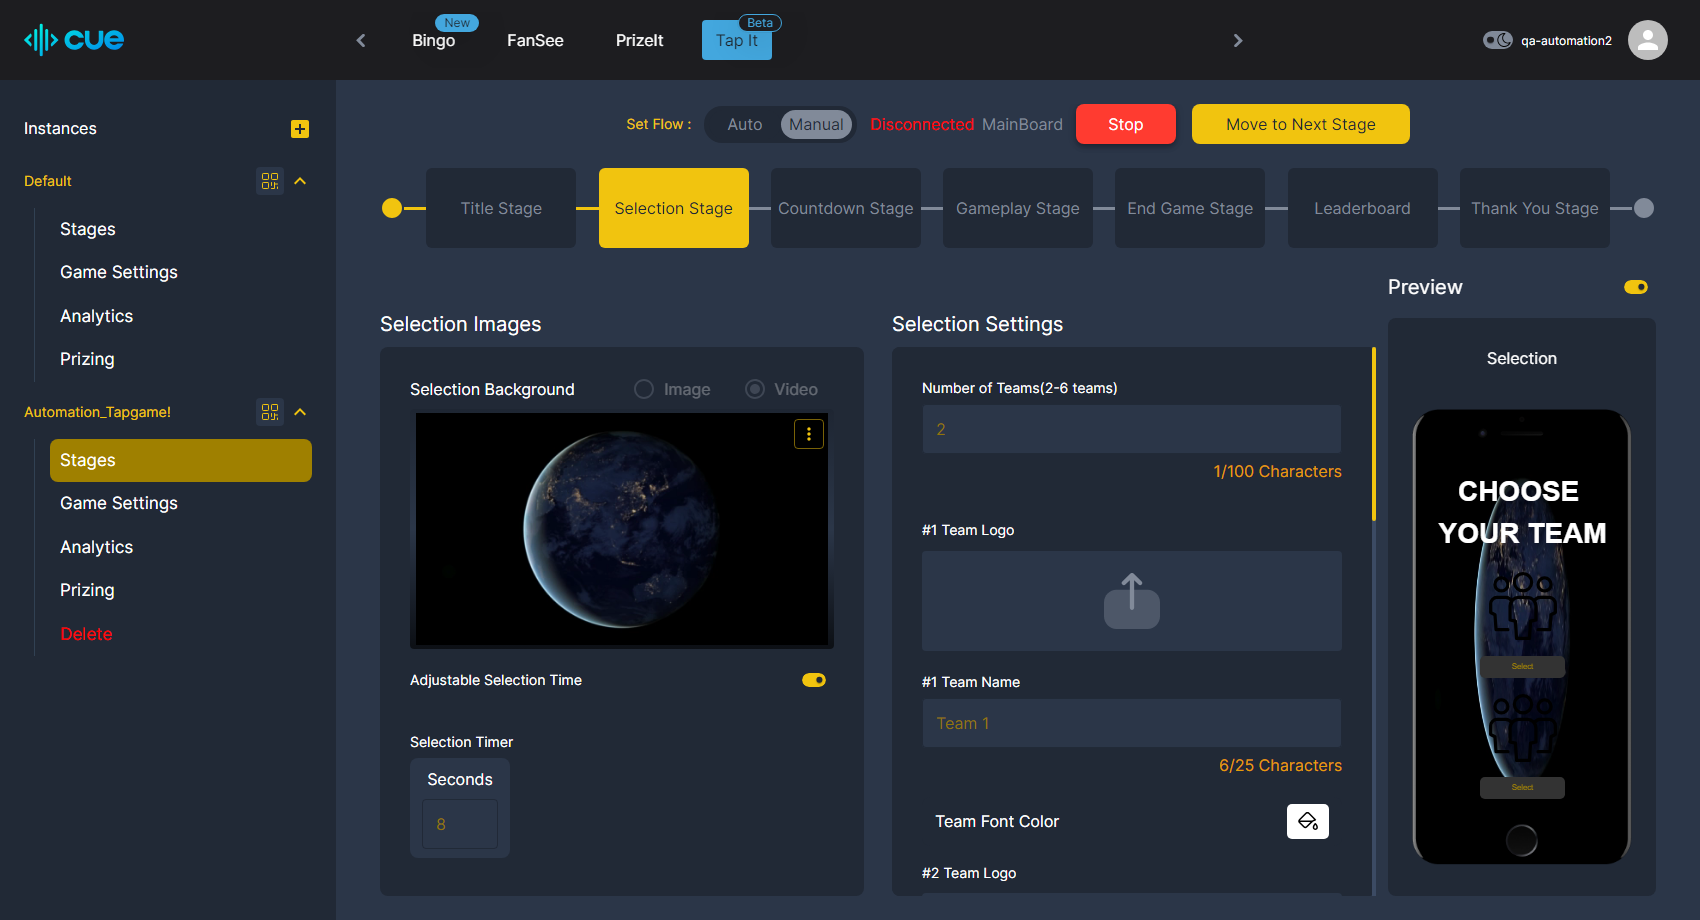 cue
Bingo
New
FanSee
PrizeIt
Tap It
Beta
qa-automation2
Instances
Default
Stages
Game Settings
Analytics
Prizing
Automation_Tapgame!
Stages
Game Settings
Analytics
Prizing
Delete
Set Flow :
Auto
Manual
Disconnected MainBoard
Stop
Move to Next Stage
Title Stage
Selection Stage
Countdown Stage
Gameplay Stage
End Game Stage
Leaderboard
Thank You Stage
Selection Images
Selection Background
Image
Video
Adjustable Selection Time
Selection Timer
Seconds
8
Selection Settings
Number of Teams(2-6 teams)
2
1/100 Characters
#1 Team Logo
#1 Team Name
Team 1
6/25 Characters
Team Font Color
#2 Team Logo
Preview
Selection
CHOOSE
YOUR TEAM
Select
Select